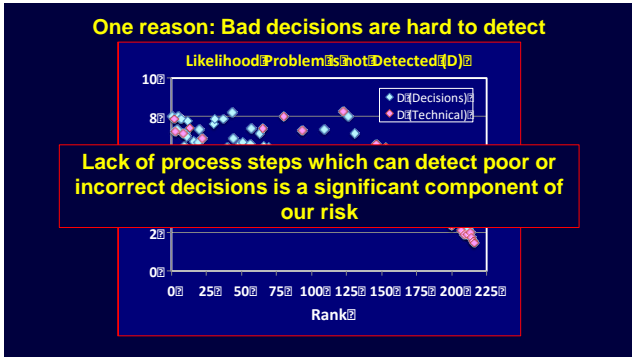 One reason: Bad decisions are hard to detect
Likelihood Problem is not Detected (D)
10
D (Decisions)
D (Technical)
8
Lack of process steps which can detect poor or
incorrect decisions is a significant component of
our risk
2
0
0 25 50 75 100 125 150 175 200 225
Rank